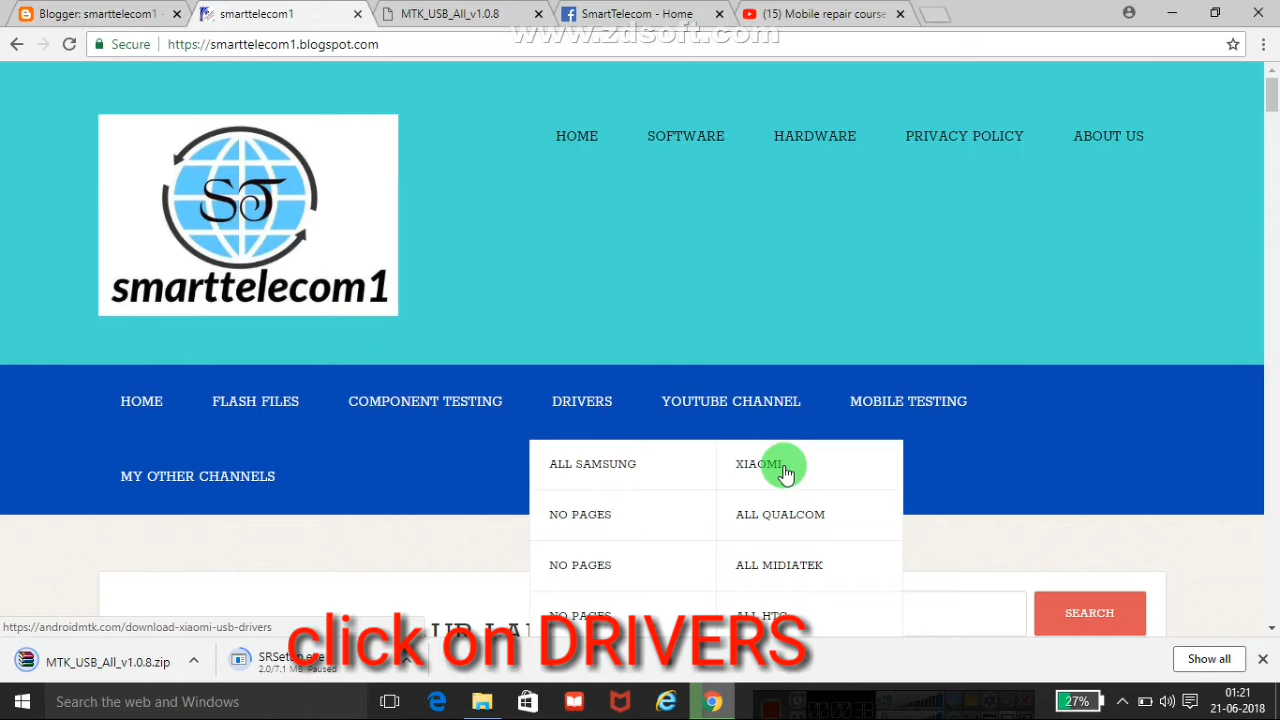 Blogger: smarttelecom1
MTK_USB_All_v1.0.8
SmartTelecom - Home
(15) Mobile repair course
www.zdsoft.com
Secure
https://smarttelecom1.blogspot.com
HOME
SOFTWARE
HARDWARE
PRIVACY POLICY
ABOUT US
ST
smarttelecom1
HOME
FLASH FILES
COMPONENT TESTING
DRIVERS
YOUTUBE CHANNEL
MOBILE TESTING
MY OTHER CHANNELS
ALL SAMSUNG
XIAOMI
NO PAGES
ALL QUALCOM
NO PAGES
ALL MIDIATEK
NO PAGES
ALL HTC
SEARCH
https://androidmtk.com/download-xiaomi-usb-drivers
click on DRIVERS
MTK_USB_All_v1.0.8.zip
SRSetup.exe
2.0/7.1 MB, Paused
Show all
Search the web and Windows
27%
01:21
21-06-2018